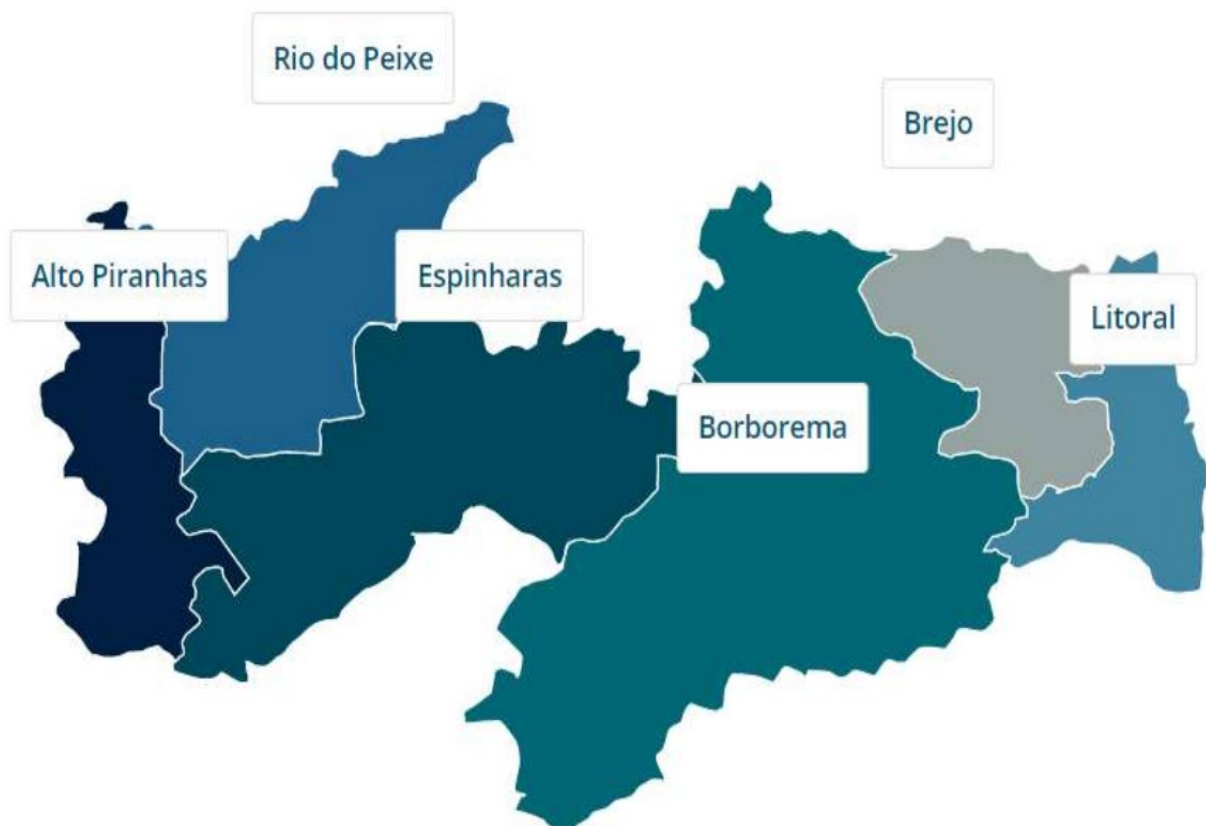 Rio do Peixe
Brejo
Alto Piranhas
Espinharas
Litoral
Borborema